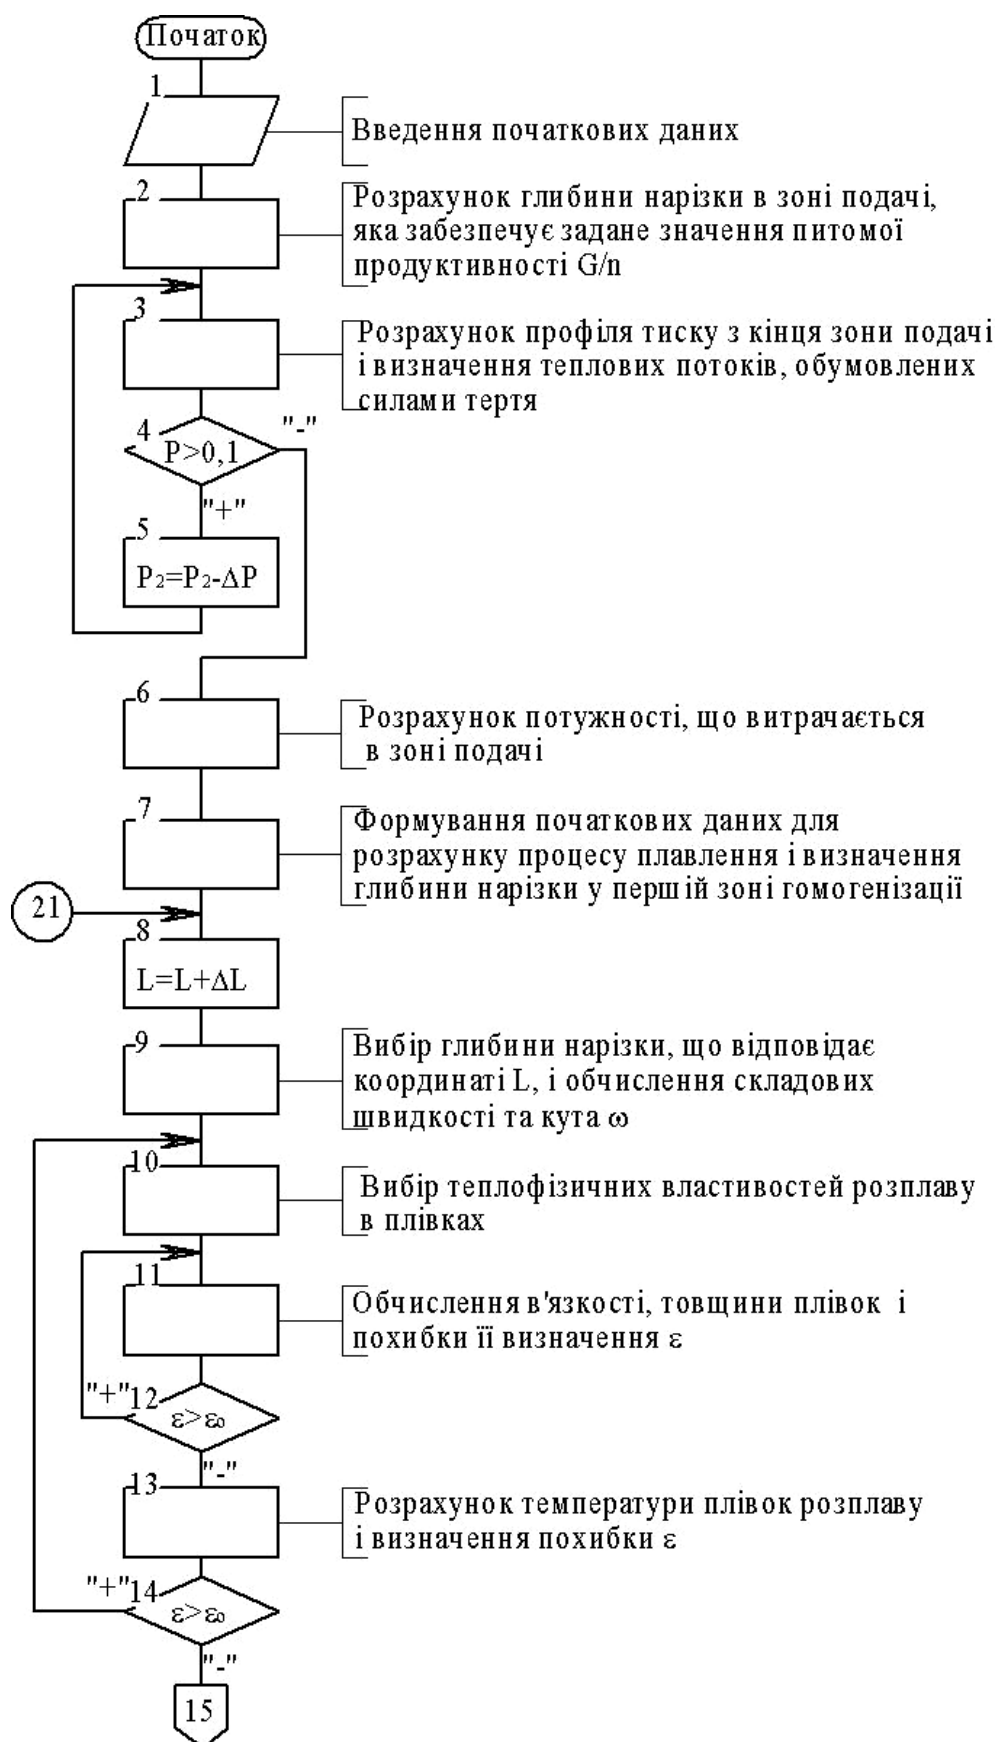 Початок
1
Введення початкових даних
2
Розрахунок глибини нарізки в зоні подачі,
яка забезпечує задане значення питомої
продуктивності G/n
3
Розрахунок профіля тиску з кінця зони подачі
і визначення теплових потоків, обумовлених
силами тертя
4
"-"
P>0,1
"+"
5
P₂=P₂-ΔP
6
Розрахунок потужності, що витрачається
в зоні подачі
7
Формування початкових даних для
розрахунку процесу плавлення і визначення
глибини нарізки у першій зоні гомогенізації
21
8
L=L+ΔL
9
Вибір глибини нарізки, що відповідає
координаті L, і обчислення складових
швидкості та кута ω
10
Вибір теплофізичних властивостей розплаву
в плівках
11
Обчислення в'язкості, товщини плівок і
похибки її визначення ε
"+"
12
ε>ε₀
"-"
13
Розрахунок температури плівок розплаву
і визначення похибки ε
"+"
14
ε>ε₀
"-"
15